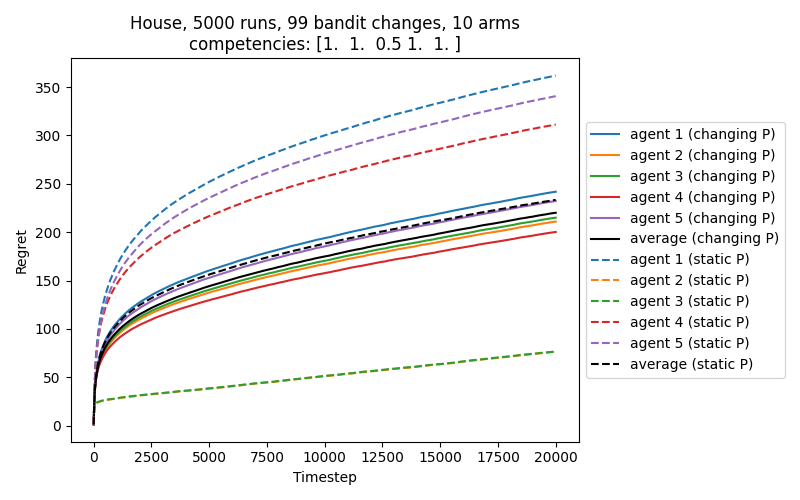 House, 5000 runs, 99 bandit changes, 10 arms
competencies: [1.  1.  0.5 1.  1. ]
350
300
250
200
150
100
50
0
Regret
0 2500 5000 7500 10000 12500 15000 17500 20000
Timestep
agent 1 (changing P)
agent 2 (changing P)
agent 3 (changing P)
agent 4 (changing P)
agent 5 (changing P)
average (changing P)
agent 1 (static P)
agent 2 (static P)
agent 3 (static P)
agent 4 (static P)
agent 5 (static P)
average (static P)